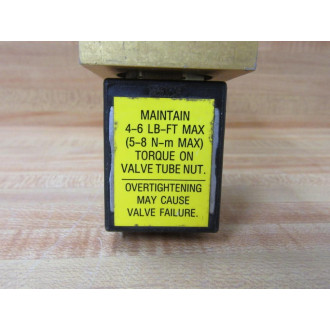 MAINTAIN
4-6 LB-FT MAX
(5-8 N-m MAX)
TORQUE ON
VALVE TUBE NUT.
OVERTIGHTENING
MAY CAUSE
VALVE FAILURE.